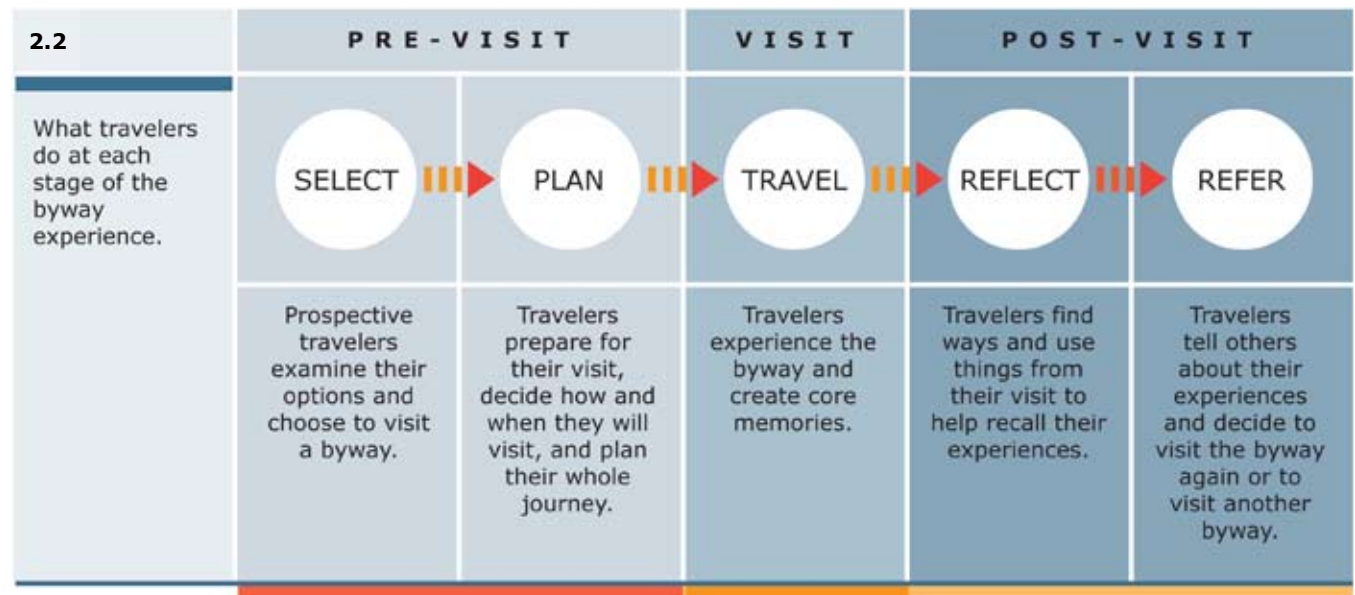 2.2
PRE-VISIT
VISIT
POST-VISIT
What travelers
do at each
stage of the
byway
experience.
SELECT
PLAN
TRAVEL
REFLECT
REFER
Prospective
travelers
examine their
options and
choose to visit
a byway.
Travelers
prepare for
their visit,
decide how and
when they will
visit, and plan
their whole
journey.
Travelers
experience the
byway and
create core
memories.
Travelers find
ways and use
things from
their visit to
help recall their
experiences.
Travelers
tell others
about their
experiences
and decide to
visit the byway
again or to
visit another
byway.